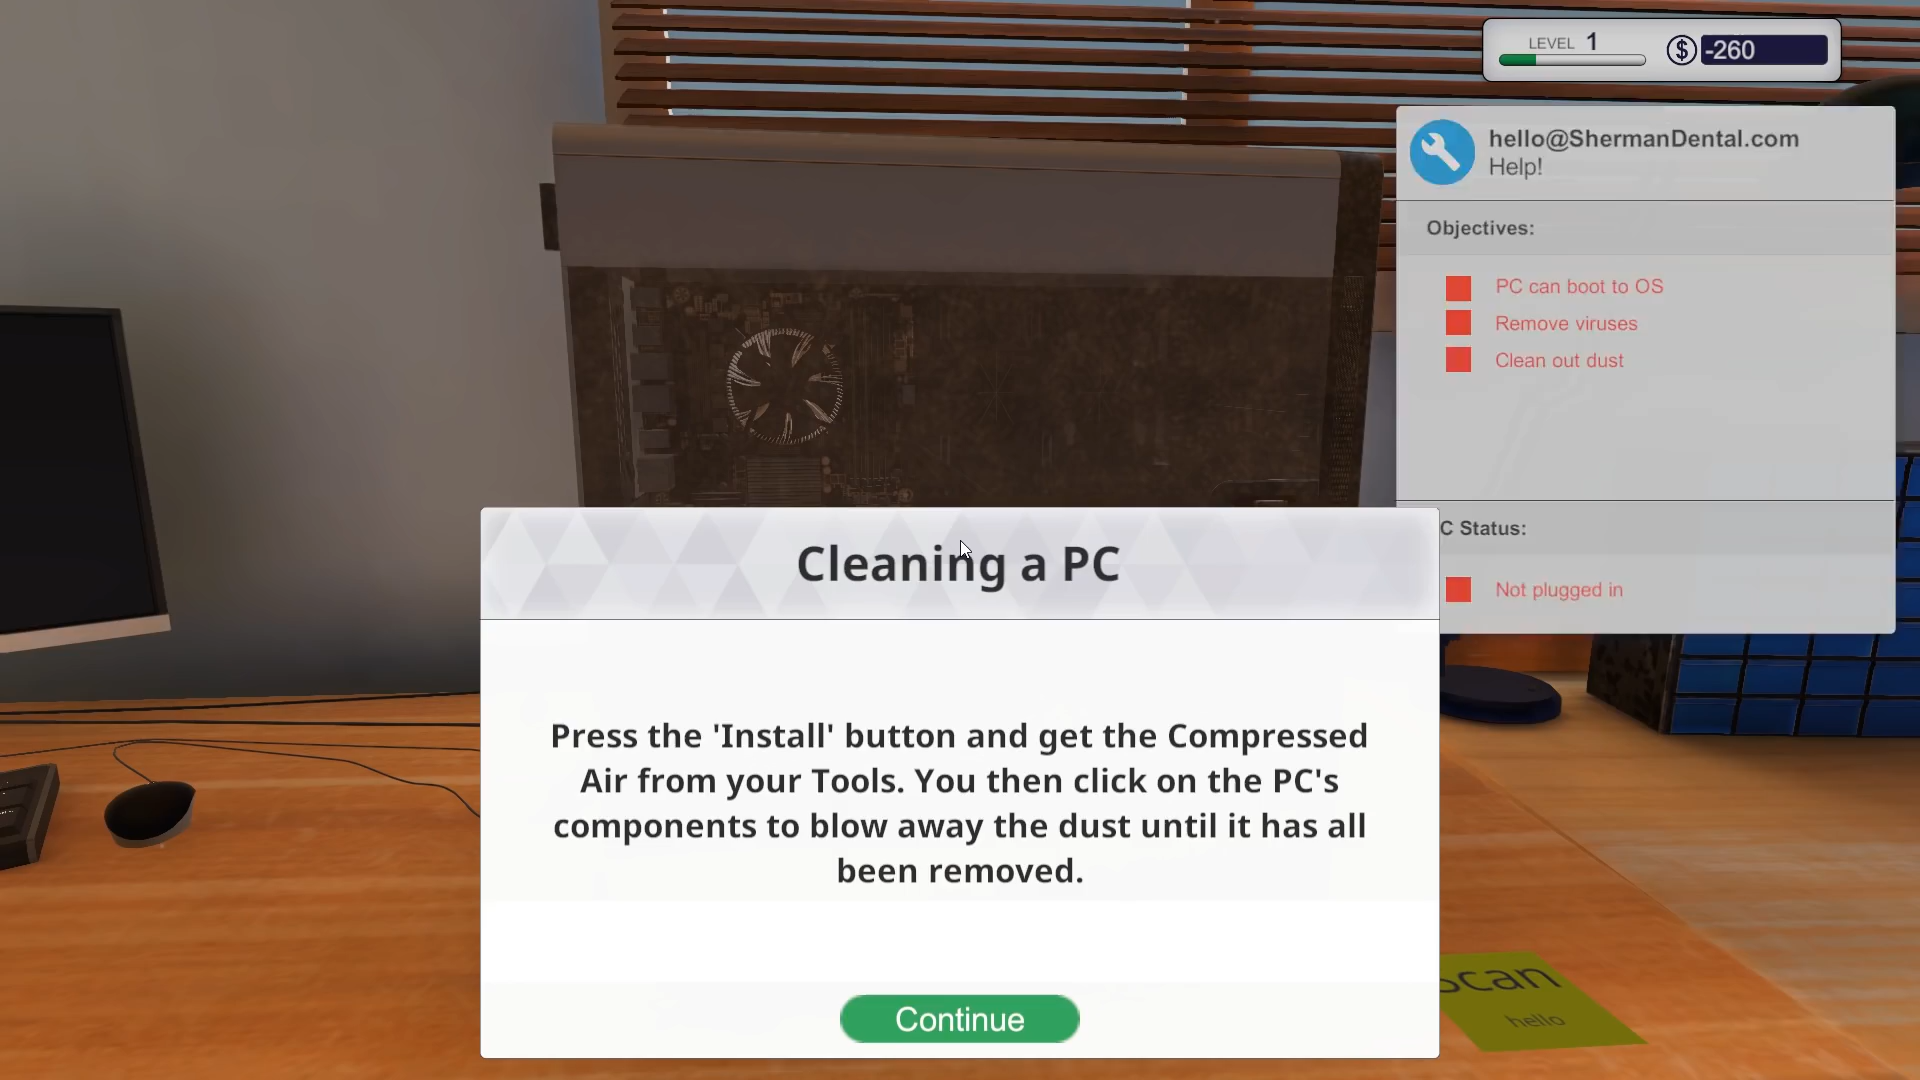 LEVEL 1
$ -260
hello@ShermanDental.com
Help!
Objectives:
PC can boot to OS
Remove viruses
Clean out dust
C Status:
Not plugged in
Cleaning a PC
Press the 'Install' button and get the Compressed
Air from your Tools. You then click on the PC's
components to blow away the dust until it has all
been removed.
Continue
scan
hello